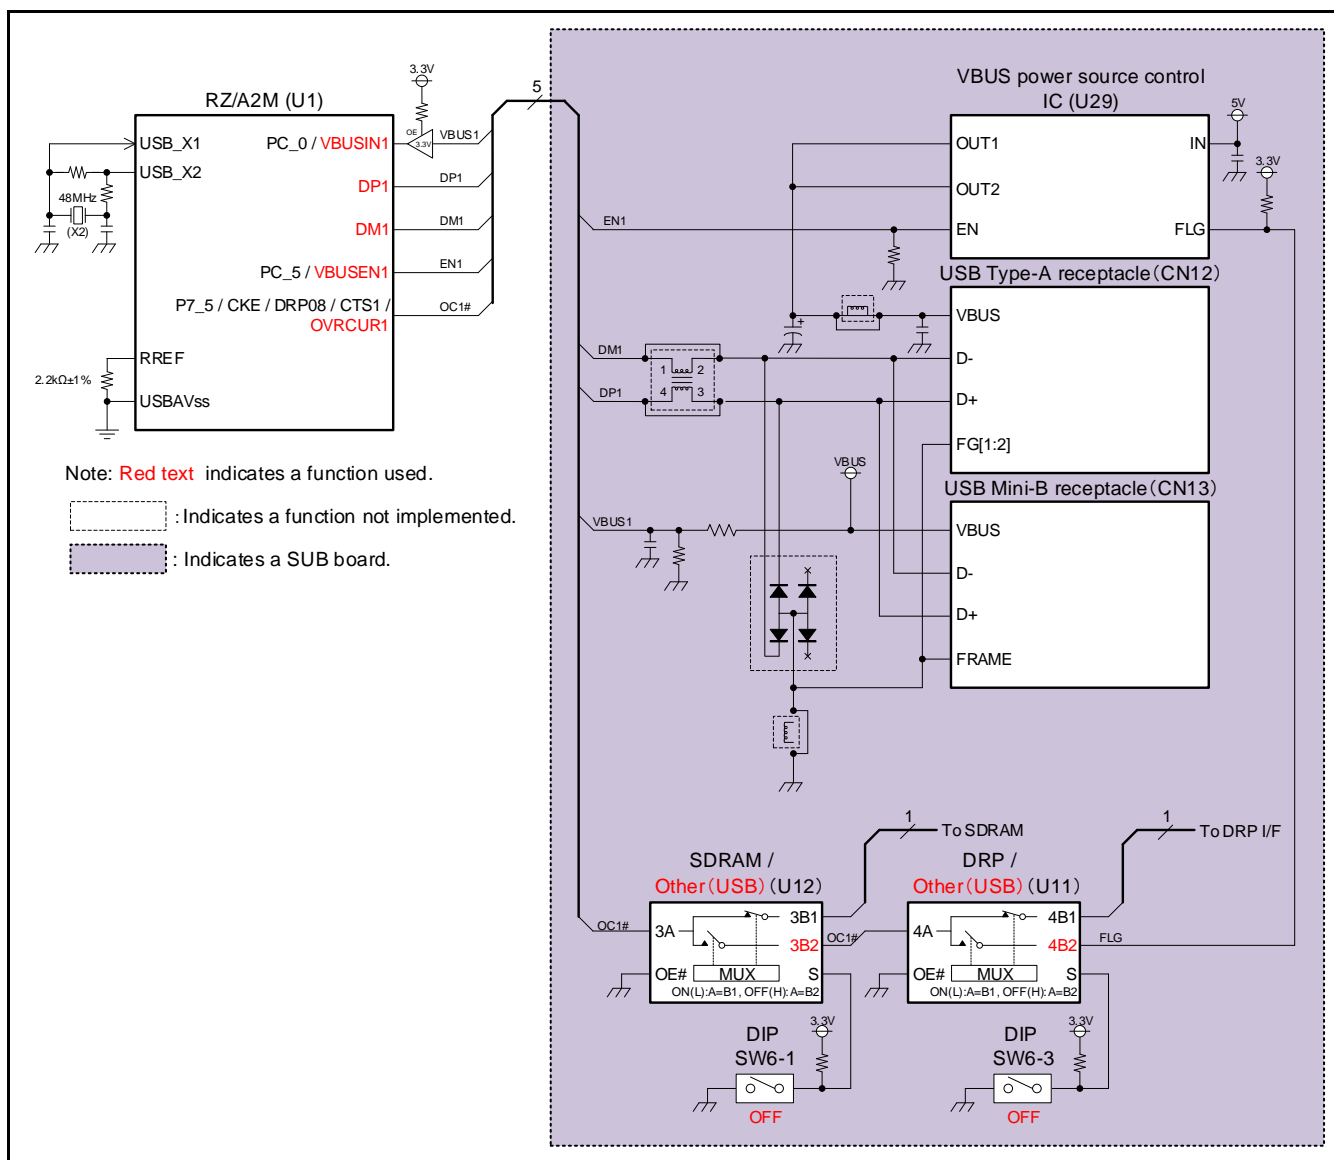 RZ/A2M (U1)
USB_X1
USB_X2
48MHz
(X2)
PC_0 / VBUSIN1
DP1
DM1
PC_5 / VBUSEN1
P7_5 / CKE / DRP08 / CTS1 /
OVRCUR1
RREF
2.2kΩ±1%
USBAVss
3.3V
OE
3.3V
VBUS1
DP1
DM1
EN1
OC1#
5
Note: Red text indicates a function used.
: Indicates a function not implemented.
: Indicates a SUB board.
VBUS power source control
IC (U29)
OUT1
OUT2
EN
IN
FLG
5V
3.3V
EN1
USB Type-A receptacle(CN12)
VBUS
D-
D+
FG[1:2]
DM1
DP1
1 2
4 3
USB Mini-B receptacle(CN13)
VBUS
D-
D+
FRAME
VBUS
VBUS1
1
To SDRAM
1
To DRP I/F
SDRAM /
Other(USB) (U12)
OC1#
3A
3B1
3B2
OE#
MUX
S
ON(L):A=B1, OFF(H):A=B2
OC1#
DRP /
Other(USB) (U11)
4A
4B1
4B2
OE#
MUX
S
ON(L):A=B1, OFF(H):A=B2
FLG
DIP
SW6-1
3.3V
OFF
DIP
SW6-3
3.3V
OFF